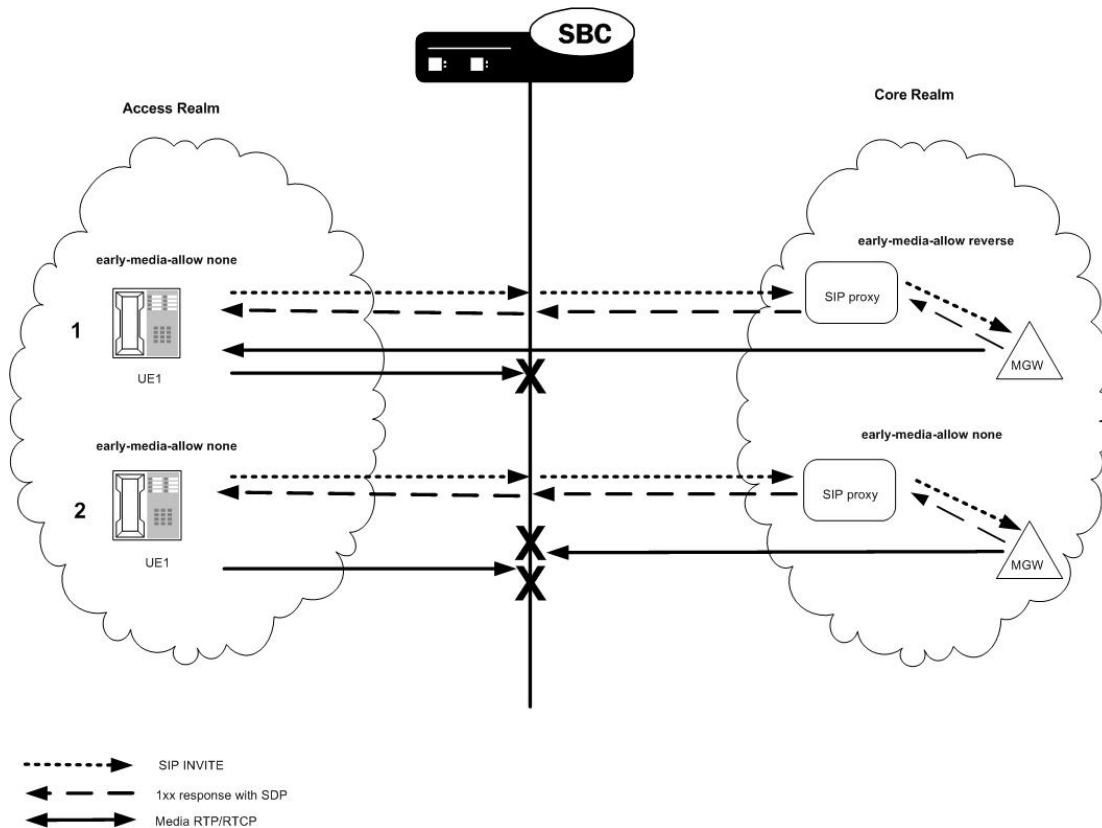 SBC
Access Realm
Core Realm
early-media-allow none
early-media-allow reverse
SIP proxy
1
UE1
MGW
early-media-allow none
early-media-allow none
SIP proxy
2
UE1
MGW
X
X
X
SIP INVITE
1xx response with SDP
Media RTP/RTCP